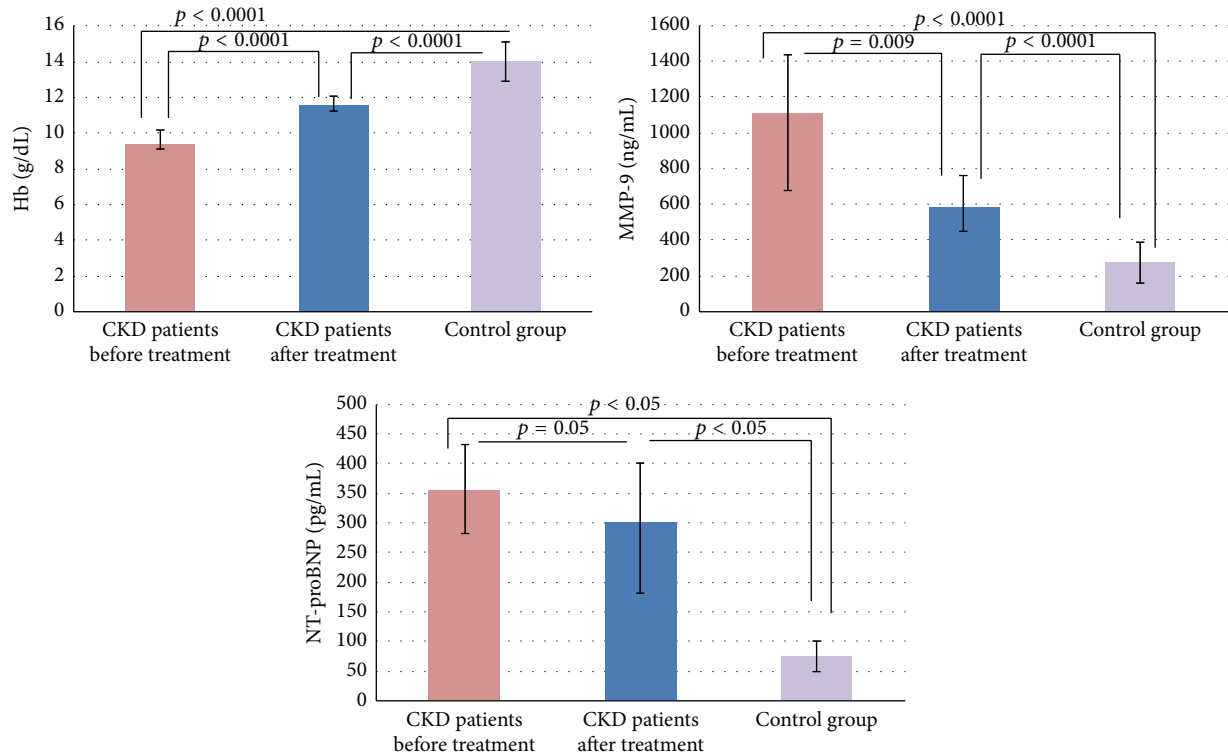 p < 0.0001
p < 0.0001
p < 0.0001
16
14
12
10
8
6
4
2
0
Hb (g/dL)
CKD patients
before treatment
CKD patients
after treatment
Control group
p < 0.0001
p = 0.009
p < 0.0001
1600
1400
1200
1000
800
600
400
200
0
MMP-9 (ng/mL)
CKD patients
before treatment
CKD patients
after treatment
Control group
p < 0.05
p = 0.05
p < 0.05
500
450
400
350
300
250
200
150
100
50
0
NT-proBNP (pg/mL)
CKD patients
before treatment
CKD patients
after treatment
Control group